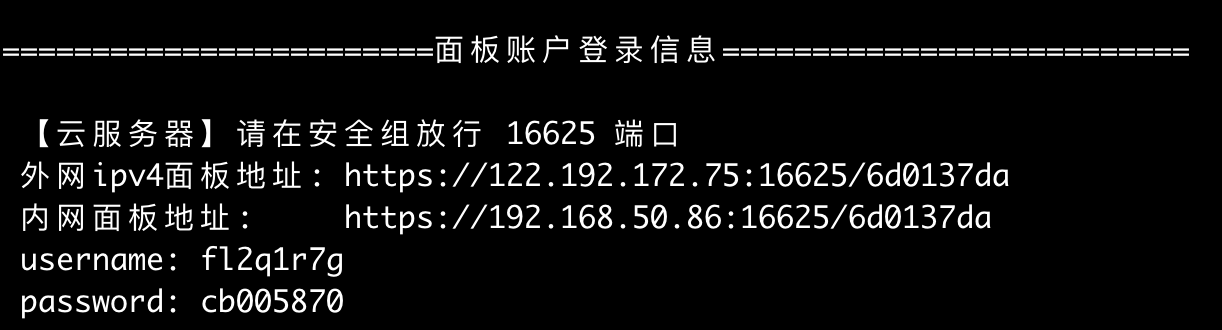 ========================面板账户登录信息==========================
【云服务器】请在安全组放行 16625 端口
外网ipv4面板地址: https://122.192.172.75:16625/6d0137da
内网面板地址:     https://192.168.50.86:16625/6d0137da
username: fl2q1r7g
password: cb005870